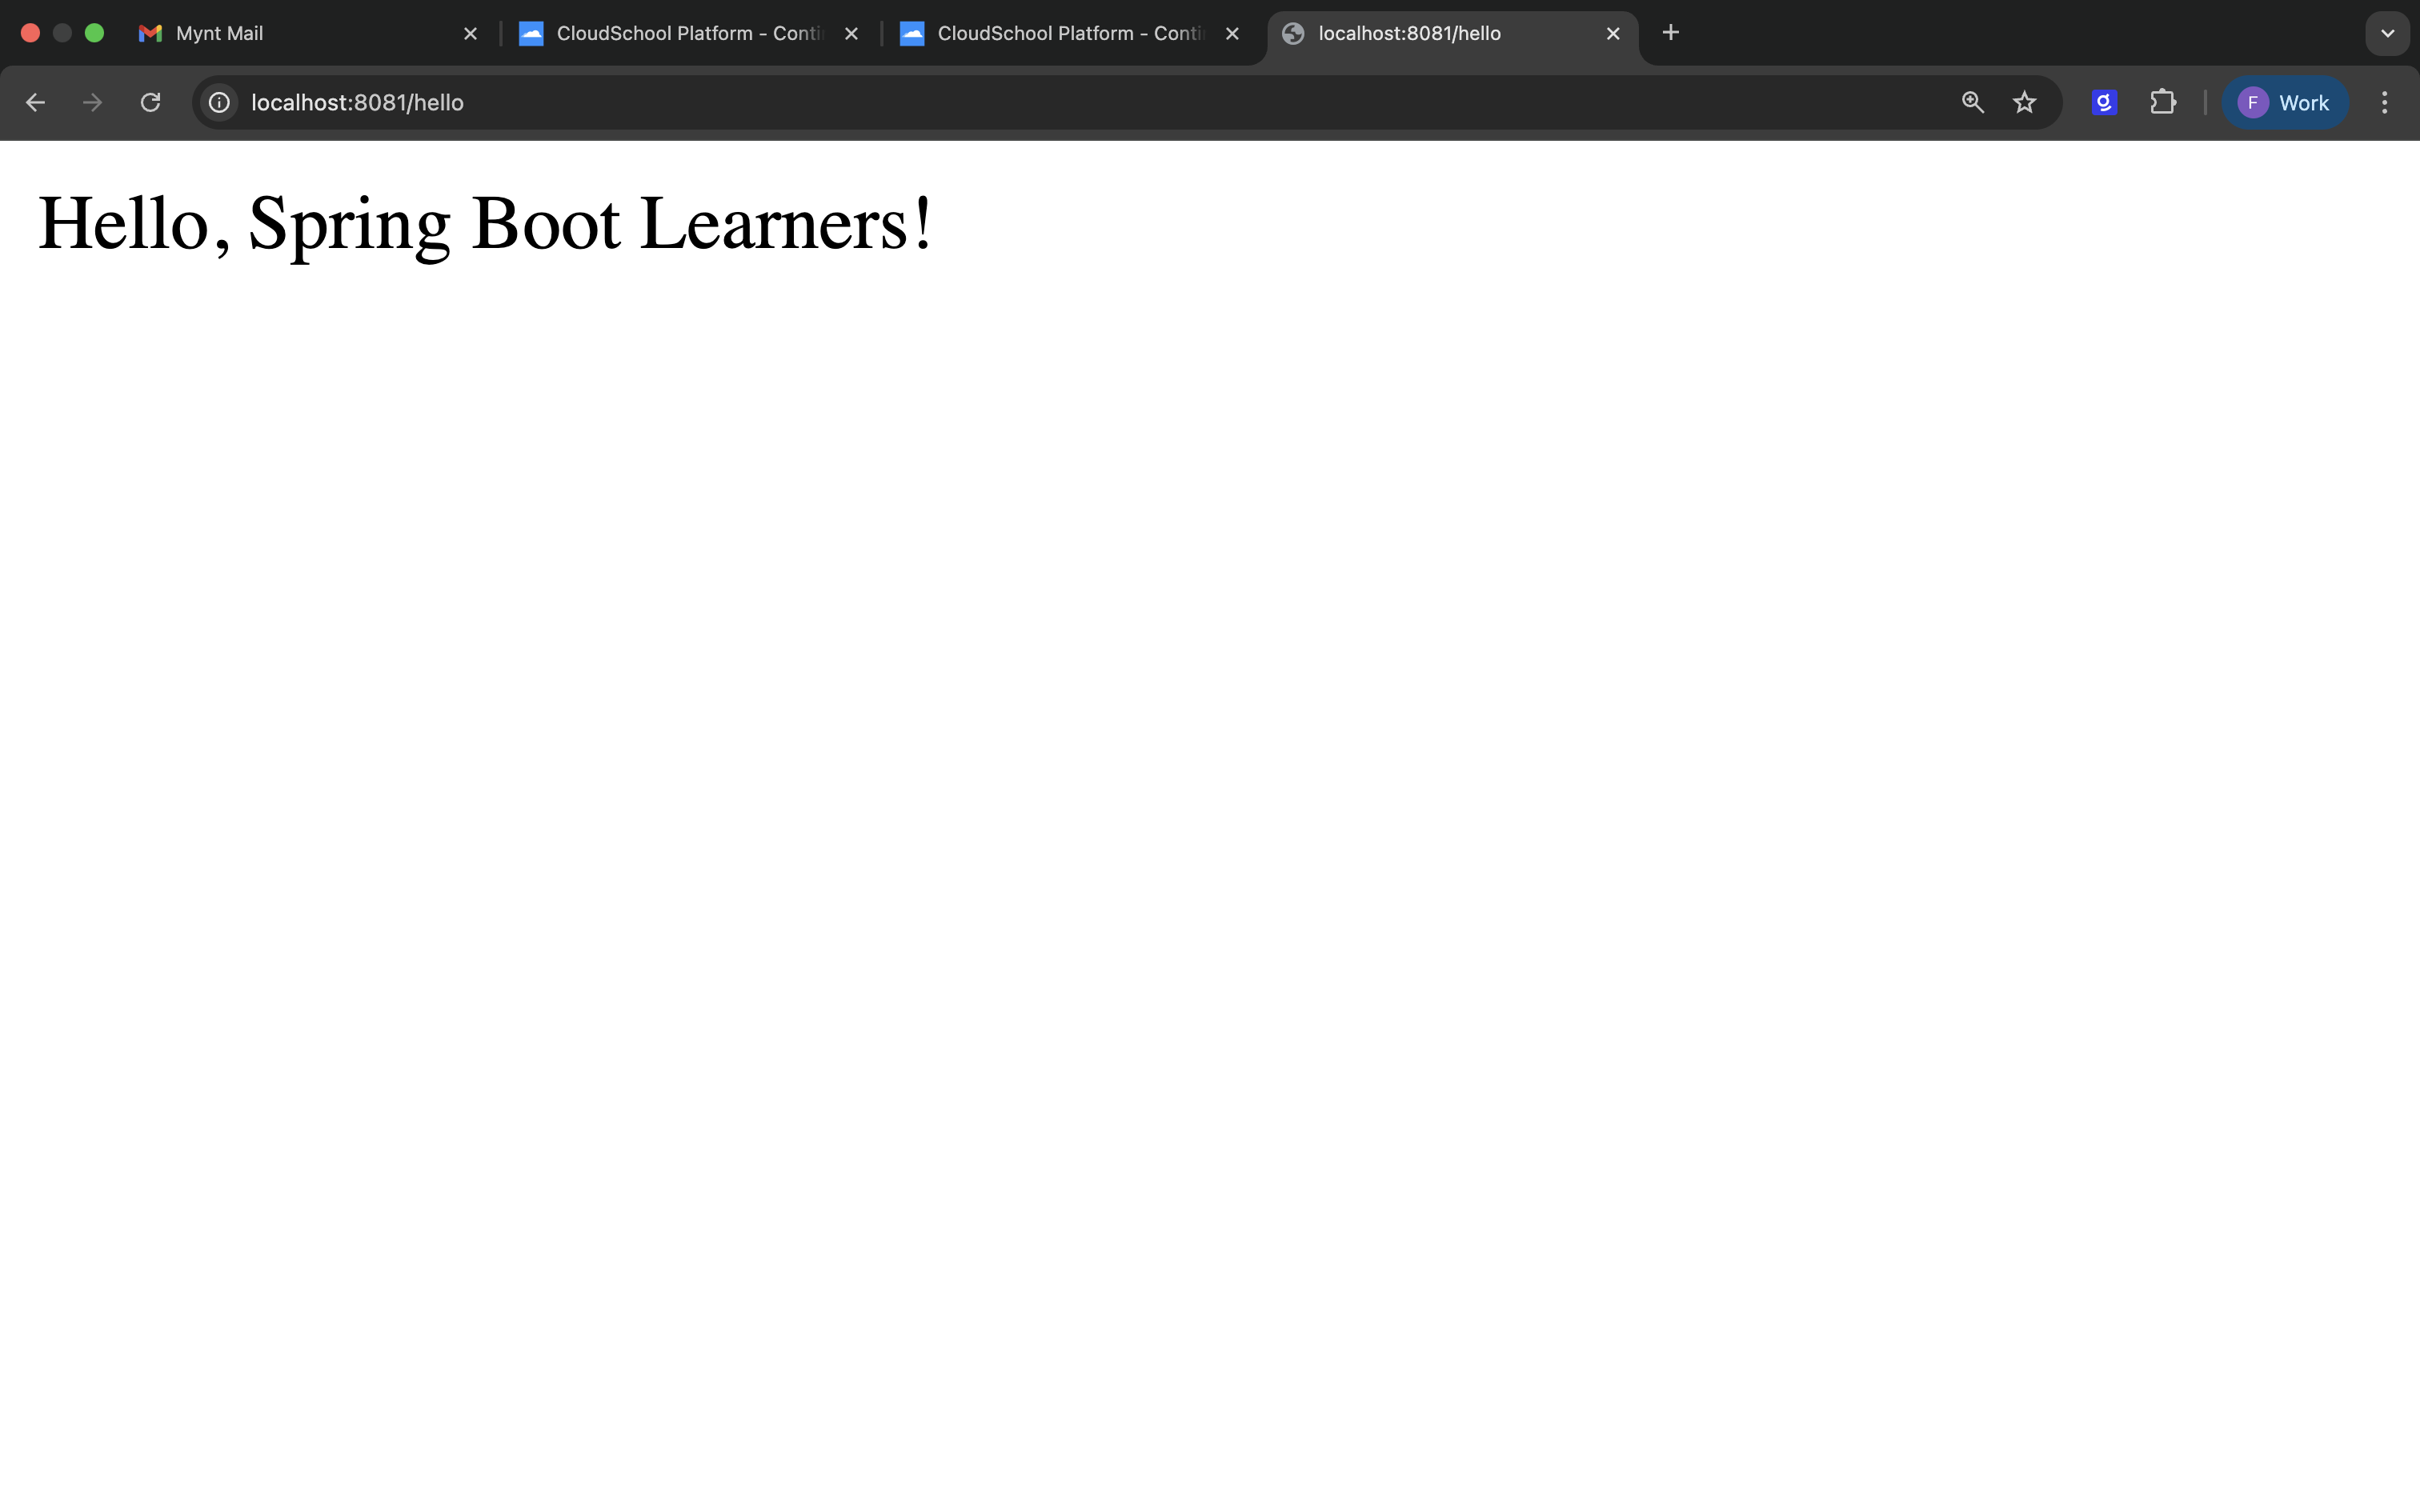 Mynt Mail
CloudSchool Platform - Conti
CloudSchool Platform - Conti
localhost:8081/hello
localhost:8081/hello
F Work
Hello, Spring Boot Learners!